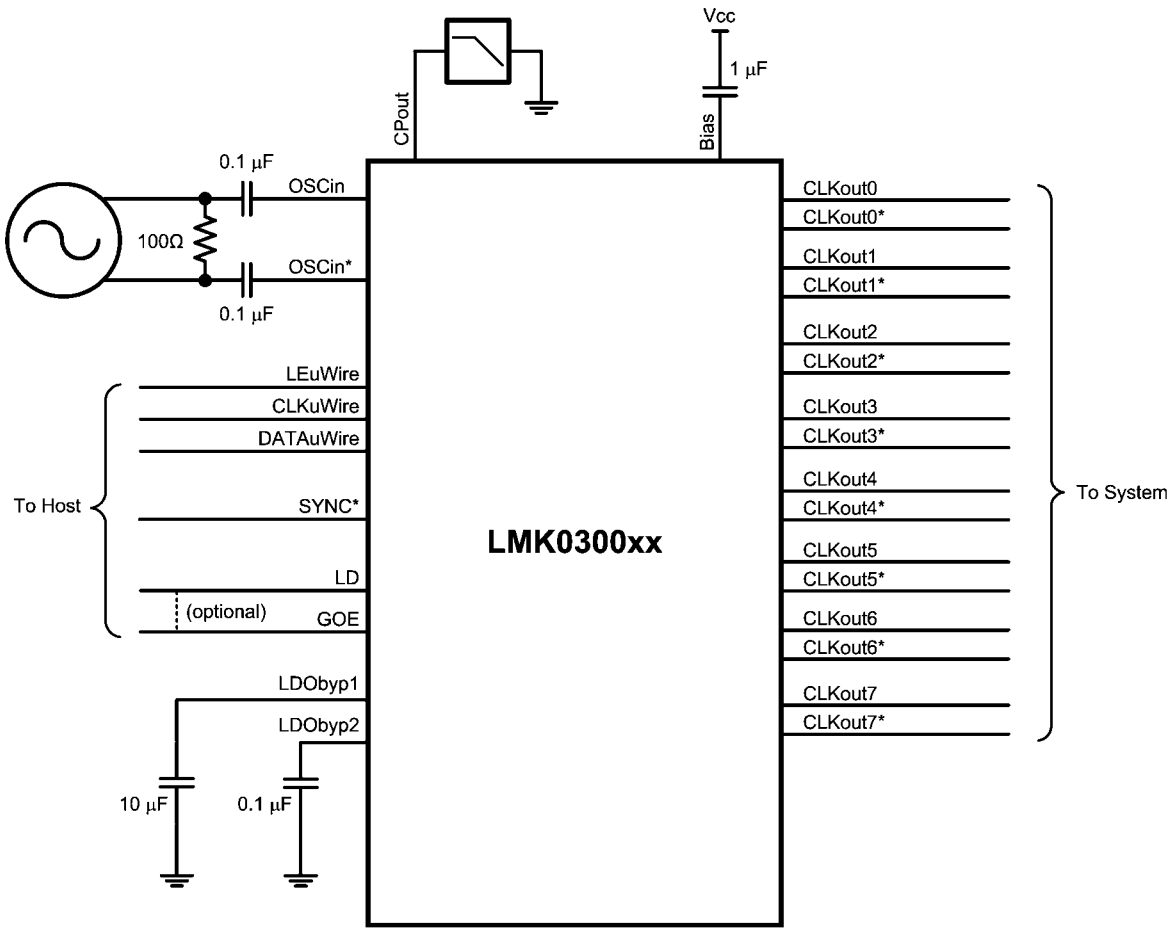 Vcc
1 μF
CPout
Bias
0.1 μF
OSCin
100Ω
OSCin*
0.1 μF
LEuWire
CLKuWire
DATAuWire
To Host
SYNC*
LD
(optional)
GOE
LDObyp1
LDObyp2
10 μF
0.1 μF
LMK0300xx
CLKout0
CLKout0*
CLKout1
CLKout1*
CLKout2
CLKout2*
CLKout3
CLKout3*
CLKout4
CLKout4*
CLKout5
CLKout5*
CLKout6
CLKout6*
CLKout7
CLKout7*
To System